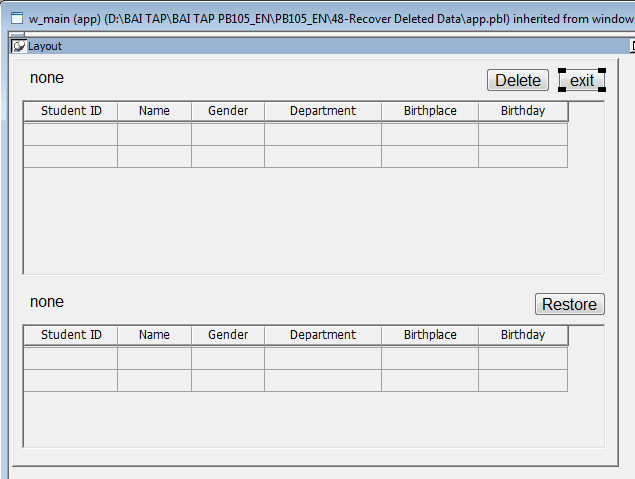 w_main (app) (D:\BAI TAP\BAI TAP PB105_EN\PB105_EN\48-Recover Deleted Data\app.pbl) inherited from window
Layout
none Delete exit
Student ID Name Gender Department Birthplace Birthday
none Restore
Student ID Name Gender Department Birthplace Birthday